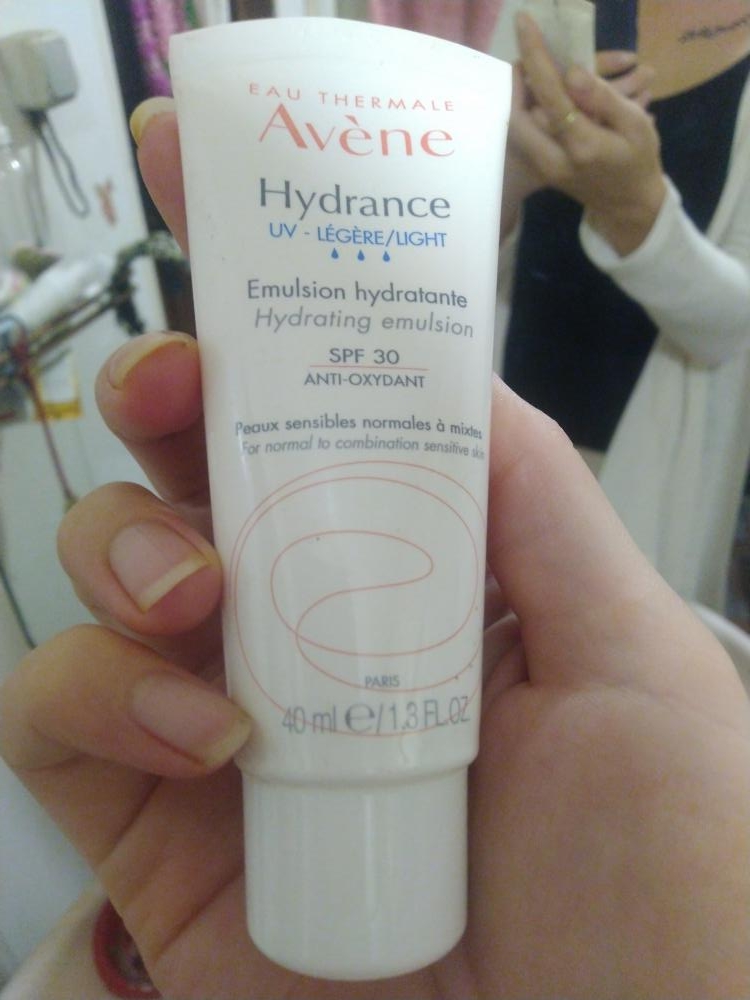 EAU THERMALE
Avène
Hydrance
UV - LÉGÈRE/LIGHT
Emulsion hydratante
Hydrating emulsion
SPF 30
ANTI-OXYDANT
Peaux sensibles normales à mixtes
For normal to combination sensitive skin
PARIS
40 ml e/1.3 FL.OZ.